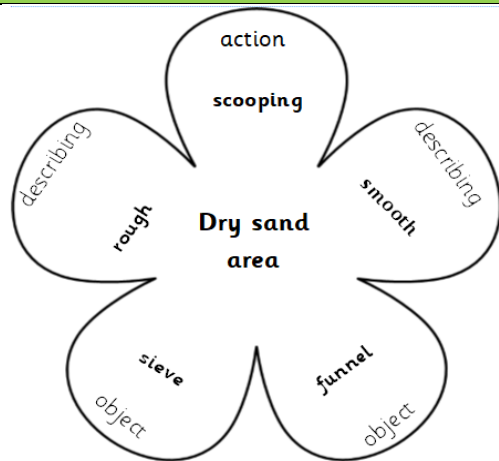 action
scooping
describing
rough
describing
smooth
Dry sand
area
sieve
object
funnel
object